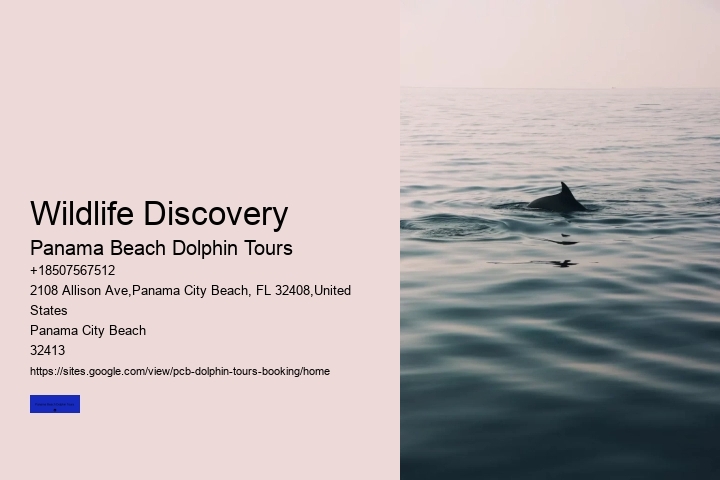 Wildlife Discovery
Panama Beach Dolphin Tours
+18507567512
2108 Allison Ave,Panama City Beach, FL 32408,United
States
Panama City Beach
32413
https://sites.google.com/view/pcb-dolphin-tours-booking/home